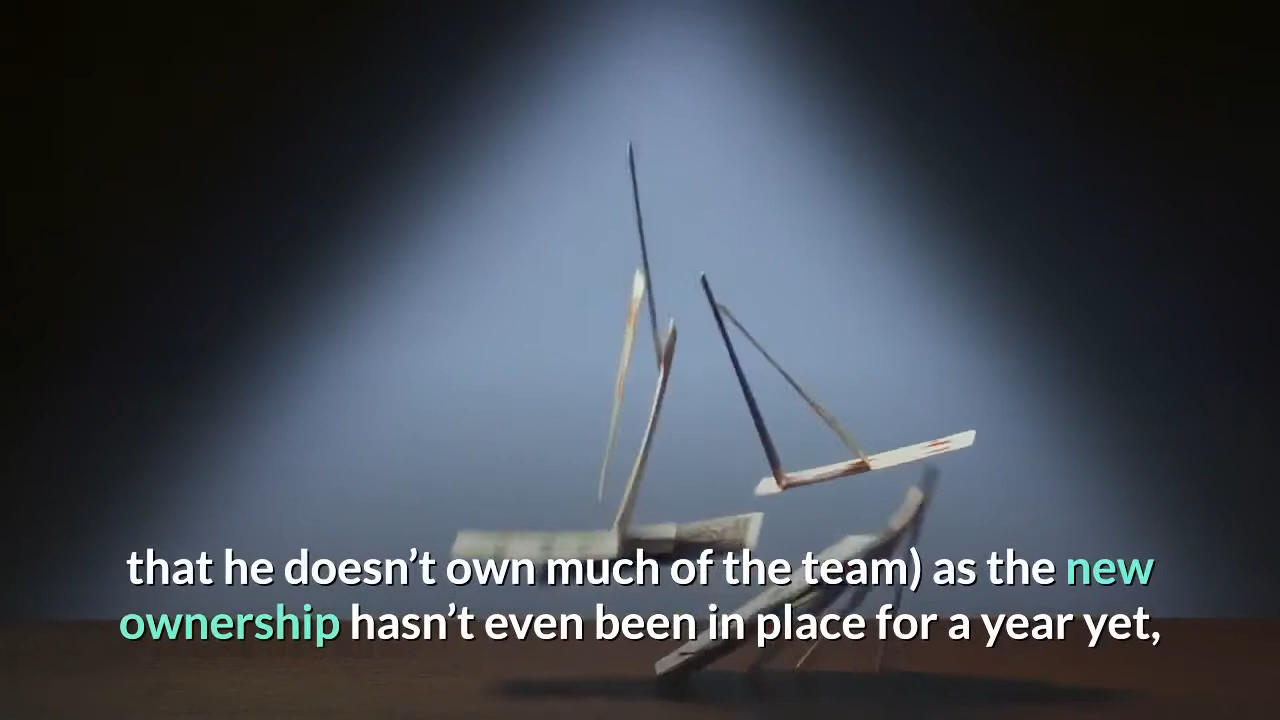 that he doesn’t own much of the team) as the new
ownership hasn’t even been in place for a year yet,